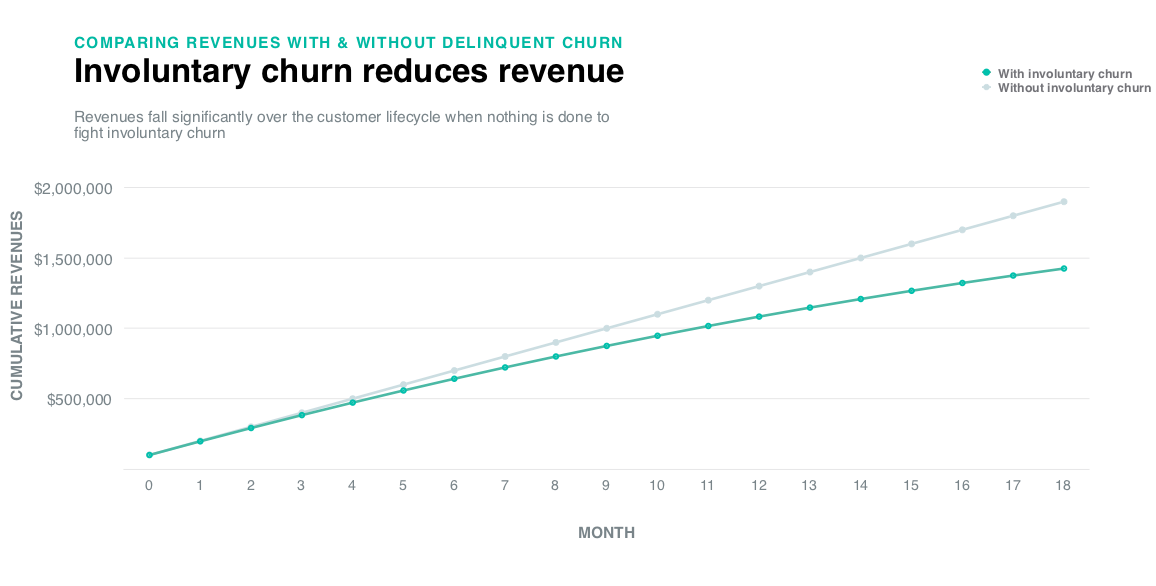 COMPARING REVENUES WITH & WITHOUT DELINQUENT CHURN
Involuntary churn reduces revenue
Revenues fall significantly over the customer lifecycle when nothing is done to
fight involuntary churn
With involuntary churn
Without involuntary churn
CUMULATIVE REVENUES
$2,000,000
$1,500,000
$1,000,000
$500,000
0 1 2 3 4 5 6 7 8 9 10 11 12 13 14 15 16 17 18
MONTH